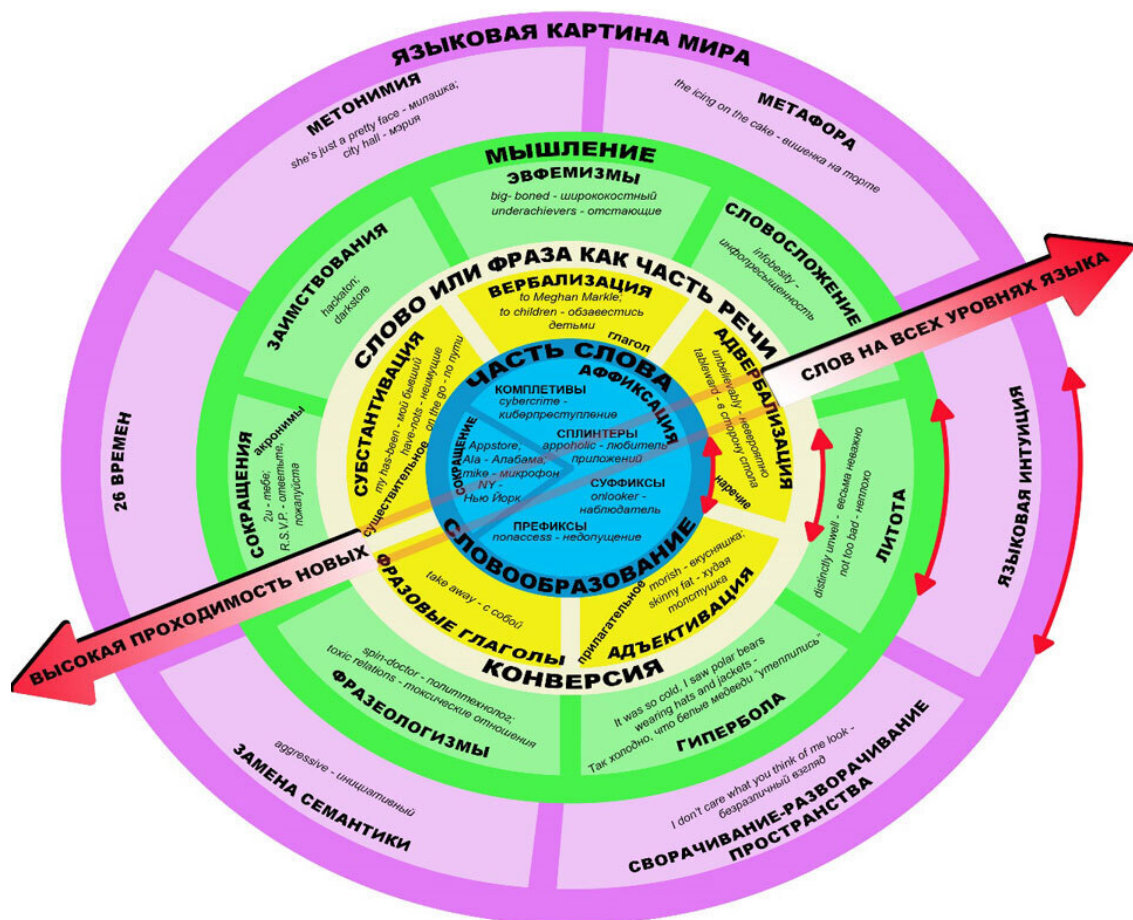 ЯЗЫКОВАЯ КАРТИНА МИРА
МЕТОНИМИЯ
she's just a pretty face - милашка;
city hall - мэрия
МЕТАФОРА
the icing on the cake - вишенка на торте
26 ВРЕМЕН
ЯЗЫКОВАЯ ИНТУИЦИЯ
ЗАМЕНА СЕМАНТИКИ
aggressive - инициативный
I don't care what you think of me look -
безразличный взгляд
СВОРАЧИВАНИЕ-РАЗВОРАЧИВАНИЕ
ПРОСТРАНСТВА
МЫШЛЕНИЕ
ЭВФЕМИЗМЫ
big- boned - ширококостный
underachievers - отстающие
СЛОВОСЛОЖЕНИЕ
infobesity -
инфопресыщенность
ЗАИМСТВОВАНИЯ
hackaton;
darkstore
СОКРАЩЕНИЯ
акронимы
2u - тебе;
R.S.V.P. - ответьте,
пожалуйста
ЛИТОТА
distinctly unwell - весьма неважно
not too bad - неплохо
spin-doctor - политтехнолог;
toxic relations - токсические отношения
ФРАЗЕОЛОГИЗМЫ
It was so cold, I saw polar bears
wearing hats and jackets -
Так холодно, что белые медведи "утеплились"
ГИПЕРБОЛА
СЛОВО ИЛИ ФРАЗА КАК ЧАСТЬ РЕЧИ
ВЕРБАЛИЗАЦИЯ
to Meghan Markle;
to children - обзавестись
детьми
глагол
СУБСТАНТИВАЦИЯ
my has-been - мой бывший
have-nots - неимущие
on the go - по пути
существительное
АДВЕРБАЛИЗАЦИЯ
unbelievably - невероятно
tableward - в сторону стола
наречие
take away - с собой
ФРАЗОВЫЕ ГЛАГОЛЫ
прилагательное
morish - вкусняшка;
skinny fat - худая
толстушка
АДЪЕКТИВАЦИЯ
КОНВЕРСИЯ
ЧАСТЬ СЛОВА
АФФИКСАЦИЯ
КОМПЛЕТИВЫ
cybercrime -
киберпреступление
СПЛИНТЕРЫ
appoholic - любитель
приложений
СОКРАЩЕНИЕ
Appstore;
Ala - Алабама;
mike - микрофон
NY -
Нью Йорк
СУФФИКСЫ
onlooker -
наблюдатель
ПРЕФИКСЫ
nonaccess - недопущение
СЛОВООБРАЗОВАНИЕ
ВЫСОКАЯ ПРОХОДИМОСТЬ НОВЫХ
СЛОВ НА ВСЕХ УРОВНЯХ ЯЗЫКА